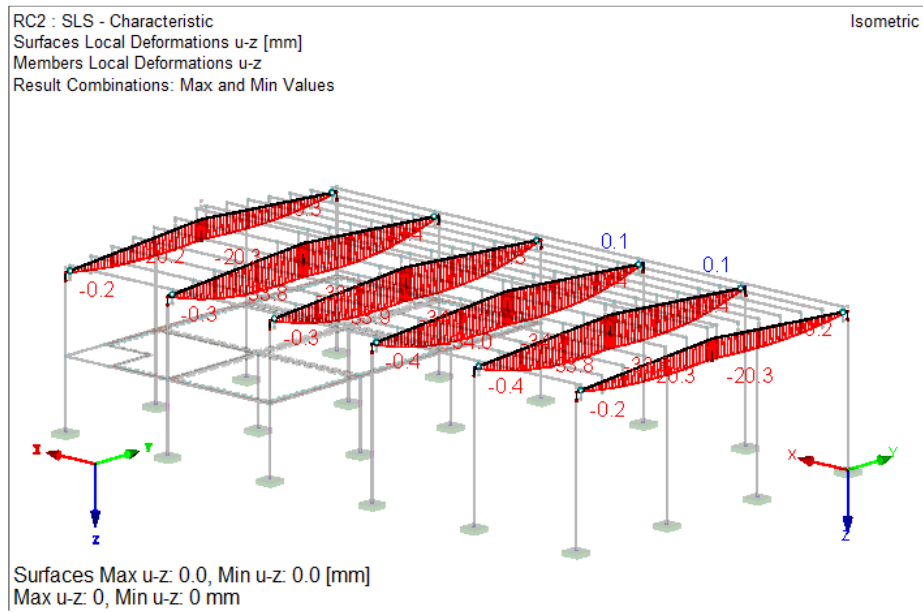 RC2 : SLS - Characteristic
Isometric
Surfaces Local Deformations u-z [mm]
Members Local Deformations u-z
Result Combinations: Max and Min Values
0.1
0.1
-20.3
-0.2
-0.3
-0.3
-0.4
-0.4
-0.2
-20.3
-20.3
X
Y
Z
X
Y
Z
Surfaces Max u-z: 0.0, Min u-z: 0.0 [mm]
Max u-z: 0, Min u-z: 0 mm